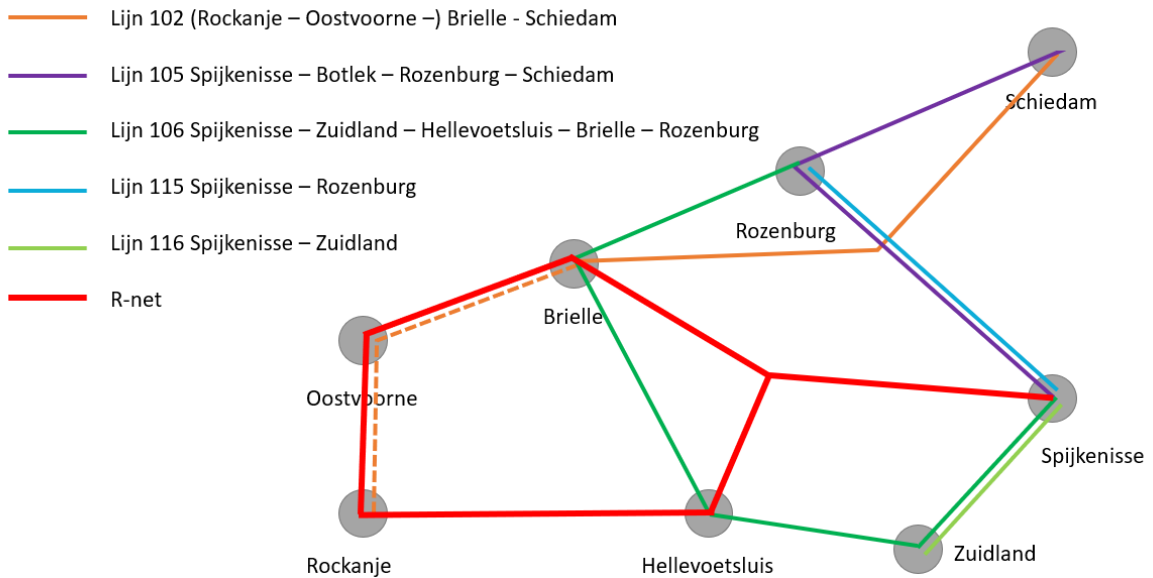 Lijn 102 (Rockanje – Oostvoorne –) Brielle - Schiedam
Lijn 105 Spijkenisse – Botlek – Rozenburg – Schiedam
Lijn 106 Spijkenisse – Zuidland – Hellevoetsluis – Brielle – Rozenburg
Lijn 115 Spijkenisse – Rozenburg
Lijn 116 Spijkenisse – Zuidland
R-net
Schiedam
Rozenburg
Brielle
Oostvoorne
Spijkenisse
Zuidland
Rockanje
Hellevoetsluis